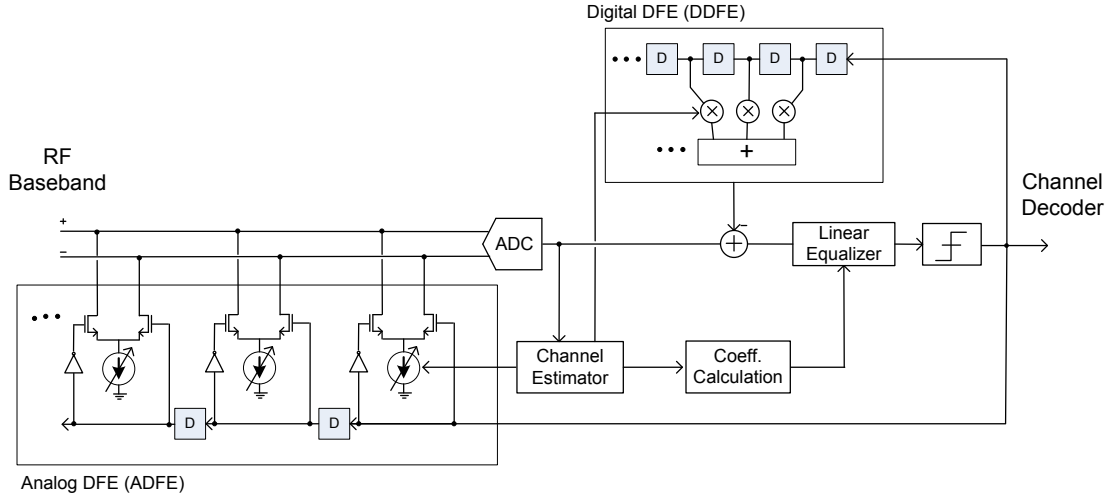 Digital DFE (DDFE)
••• D D D D
× × ×
••• +
RF
Baseband
Channel
Decoder
+
−
ADC
−
+
Linear
Equalizer
•••
Channel
Estimator
Coeff.
Calculation
D D
Analog DFE (ADFE)